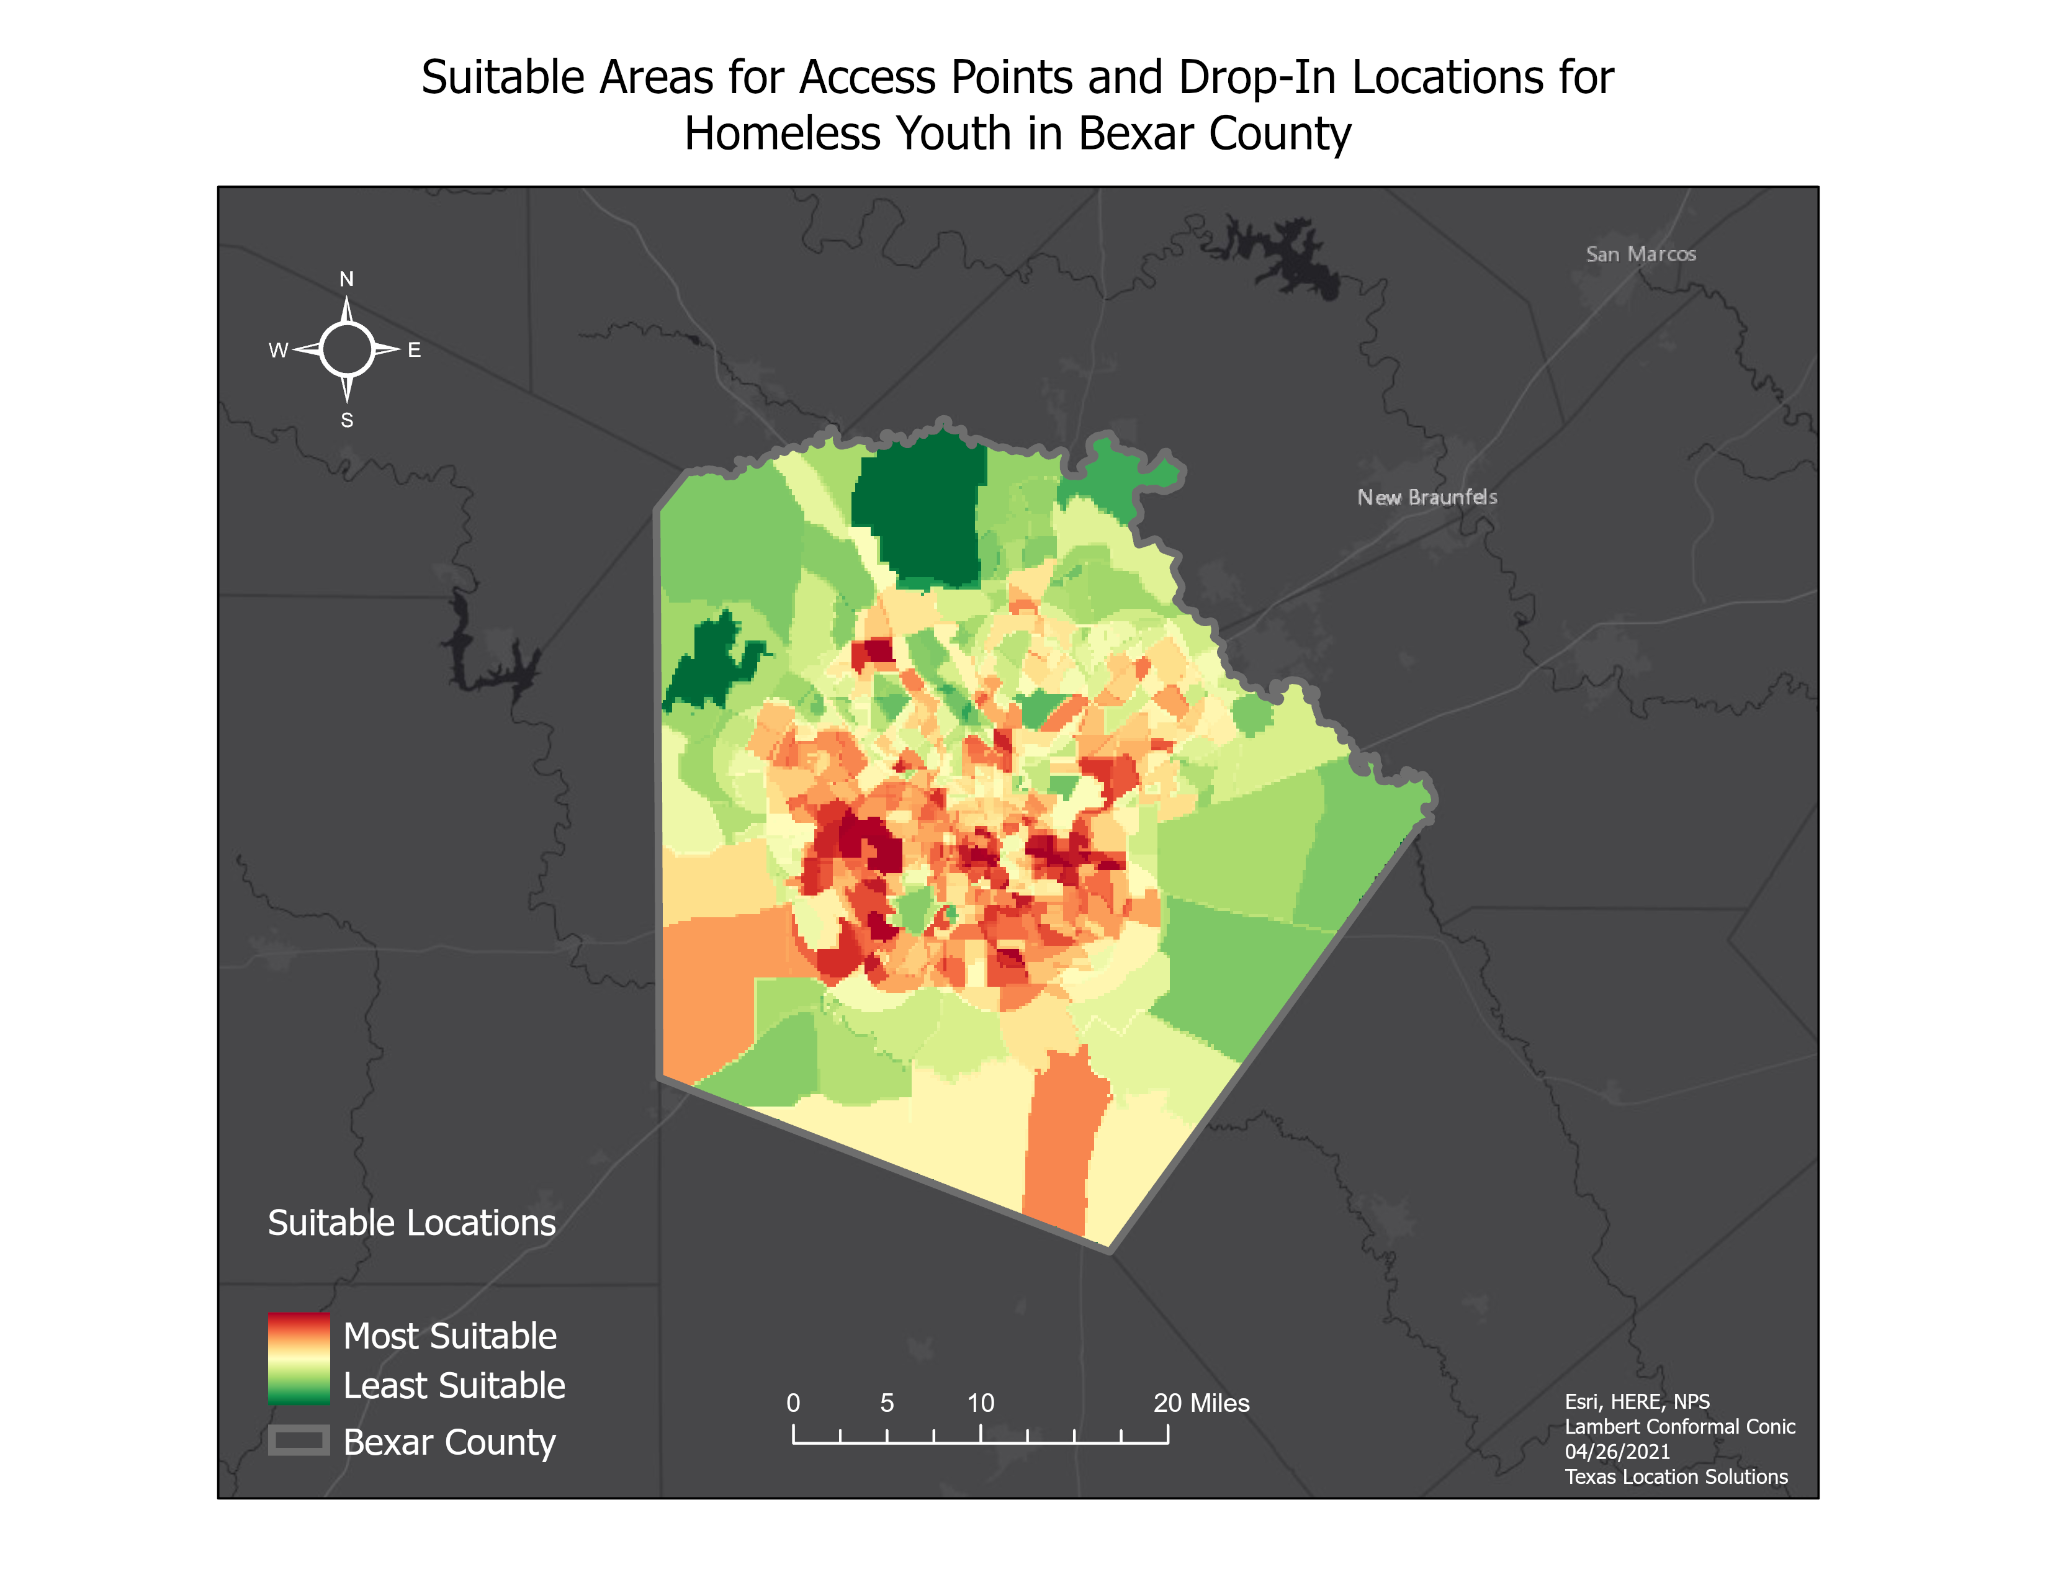 Suitable Areas for Access Points and Drop-In Locations for
Homeless Youth in Bexar County
San Marcos
N
W
E
S
New Braunfels
Suitable Locations
Most Suitable
Least Suitable
Bexar County
0 5 10 20 Miles
Esri, HERE, NPS
Lambert Conformal Conic
04/26/2021
Texas Location Solutions